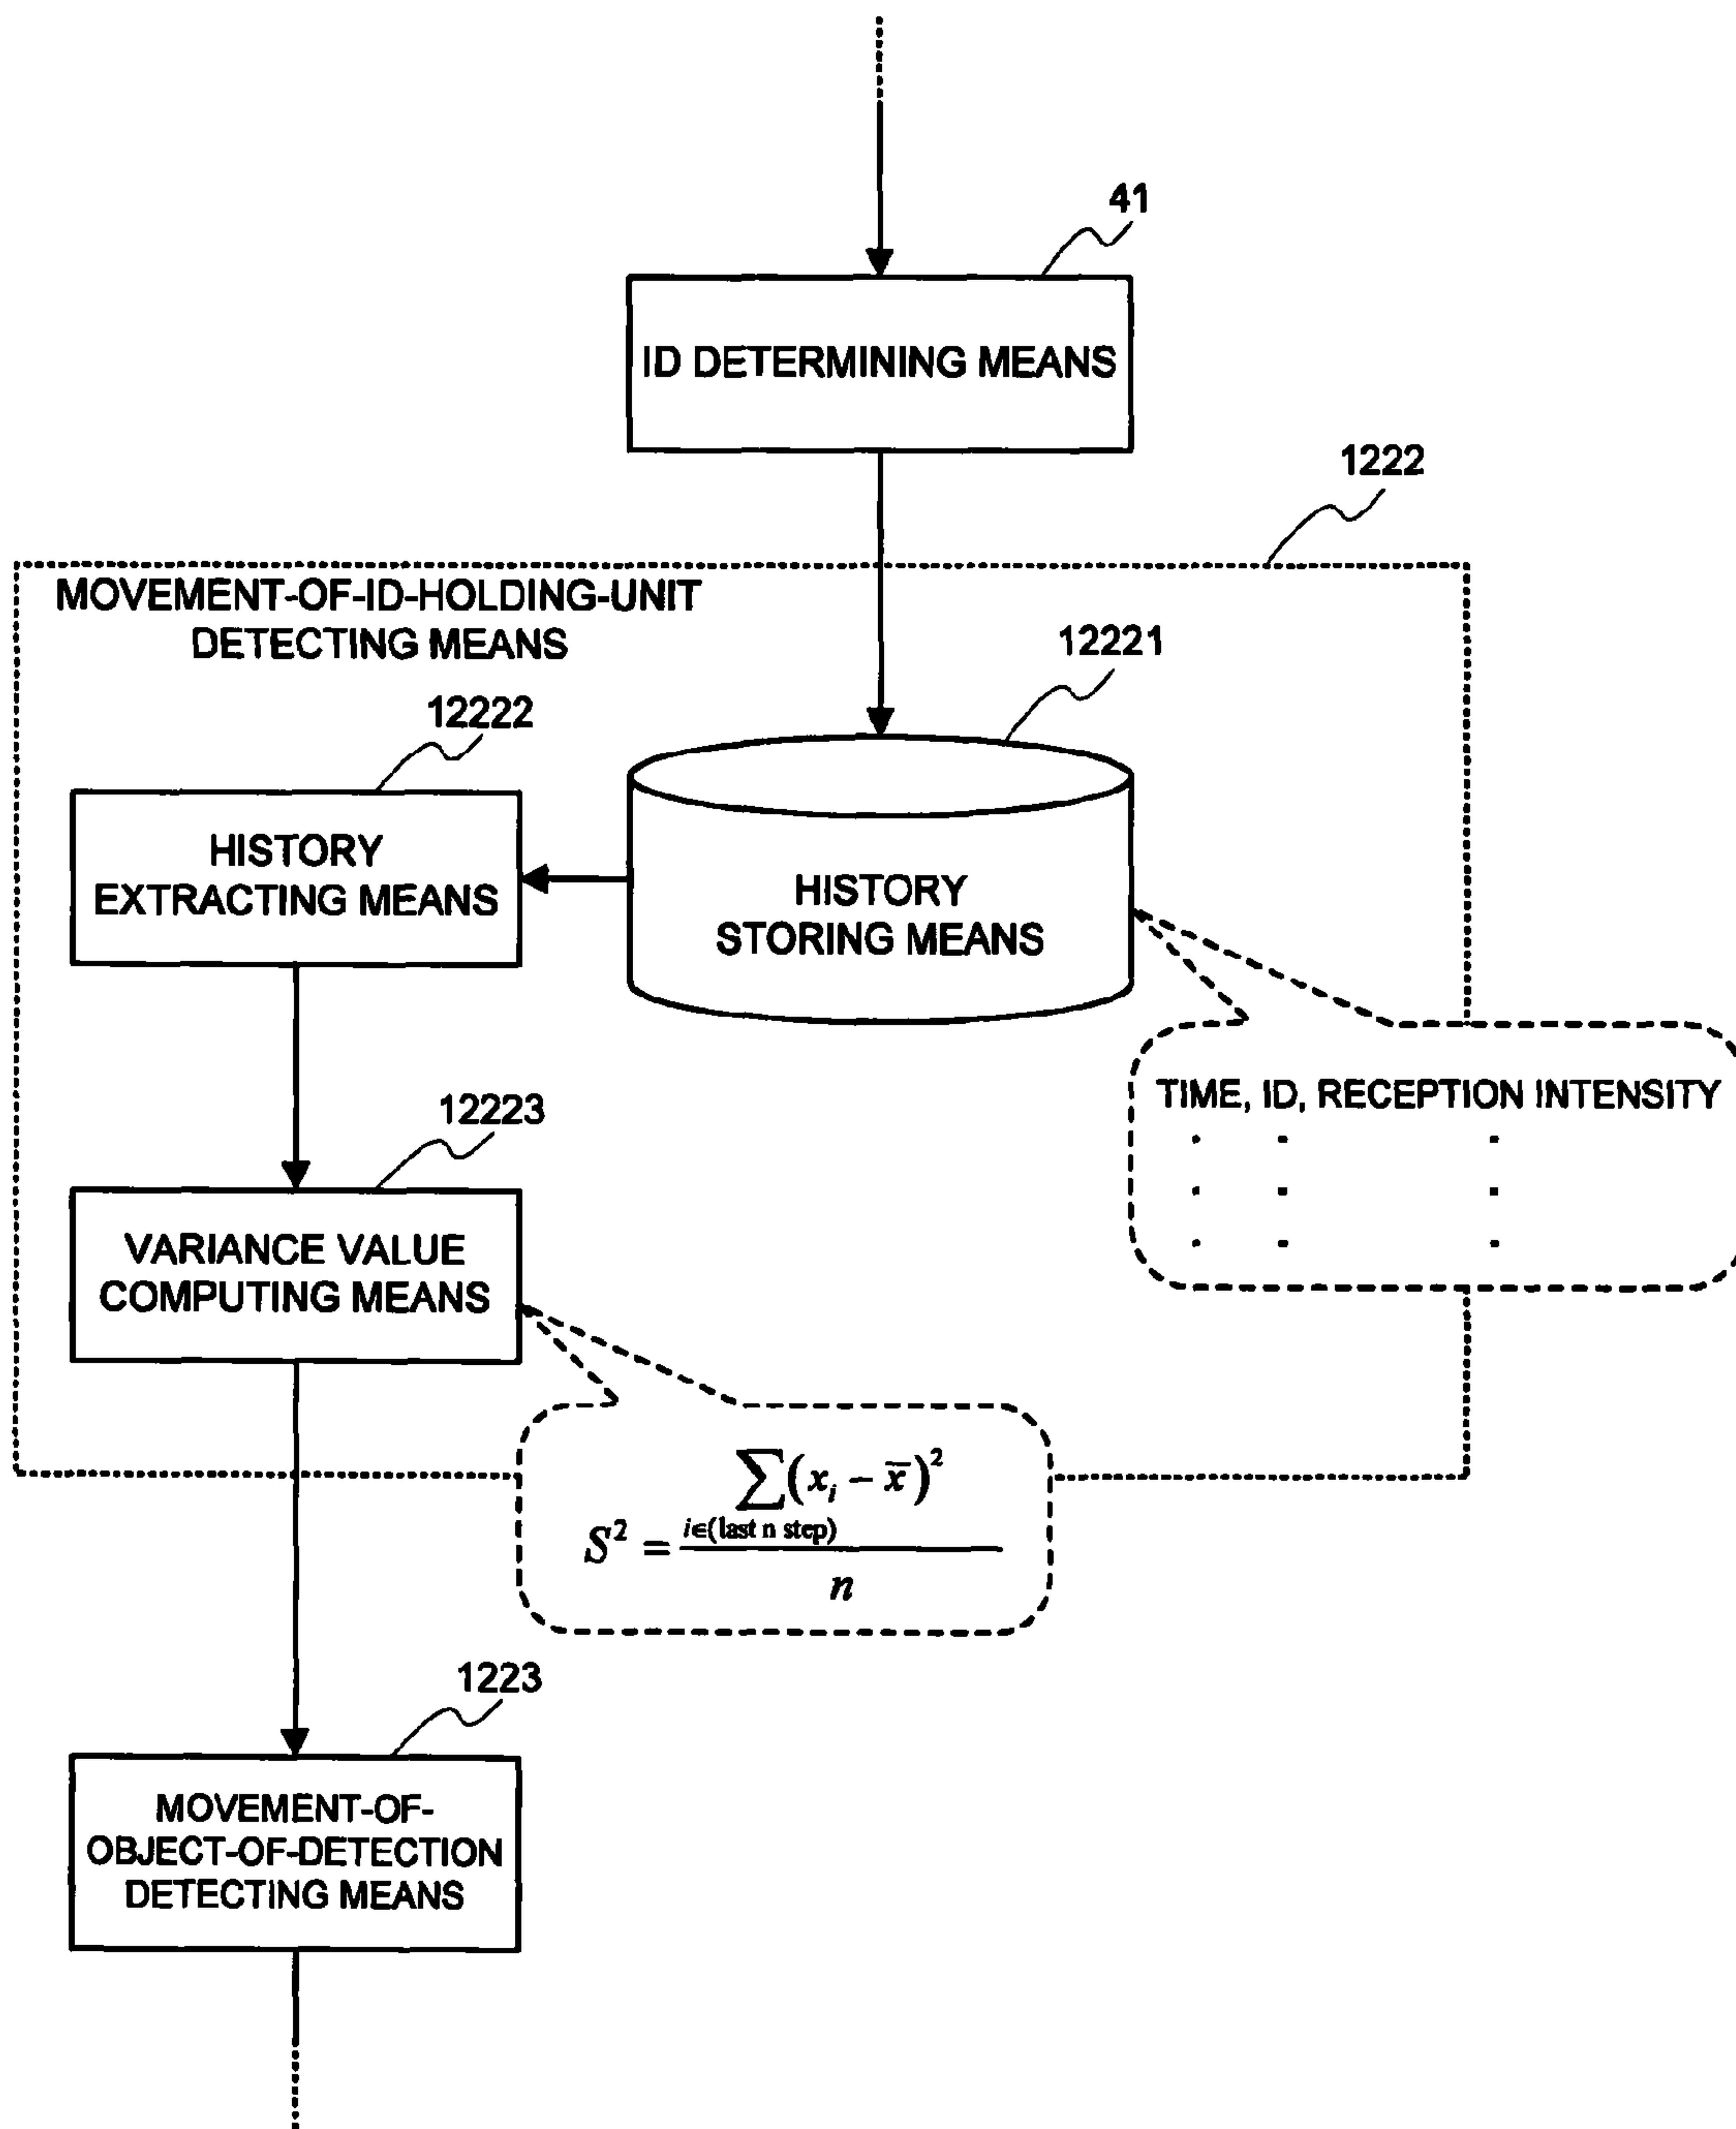 41
ID DETERMINING MEANS
1222
MOVEMENT-OF-ID-HOLDING-UNIT
DETECTING MEANS
12221
12222
HISTORY
EXTRACTING MEANS
HISTORY
STORING MEANS
TIME, ID, RECEPTION INTENSITY
12223
VARIANCE VALUE
COMPUTING MEANS
∑(xᵢ − x̅)²
i∈(last n step)
S² =
n
1223
MOVEMENT-OF-
OBJECT-OF-DETECTION
DETECTING MEANS